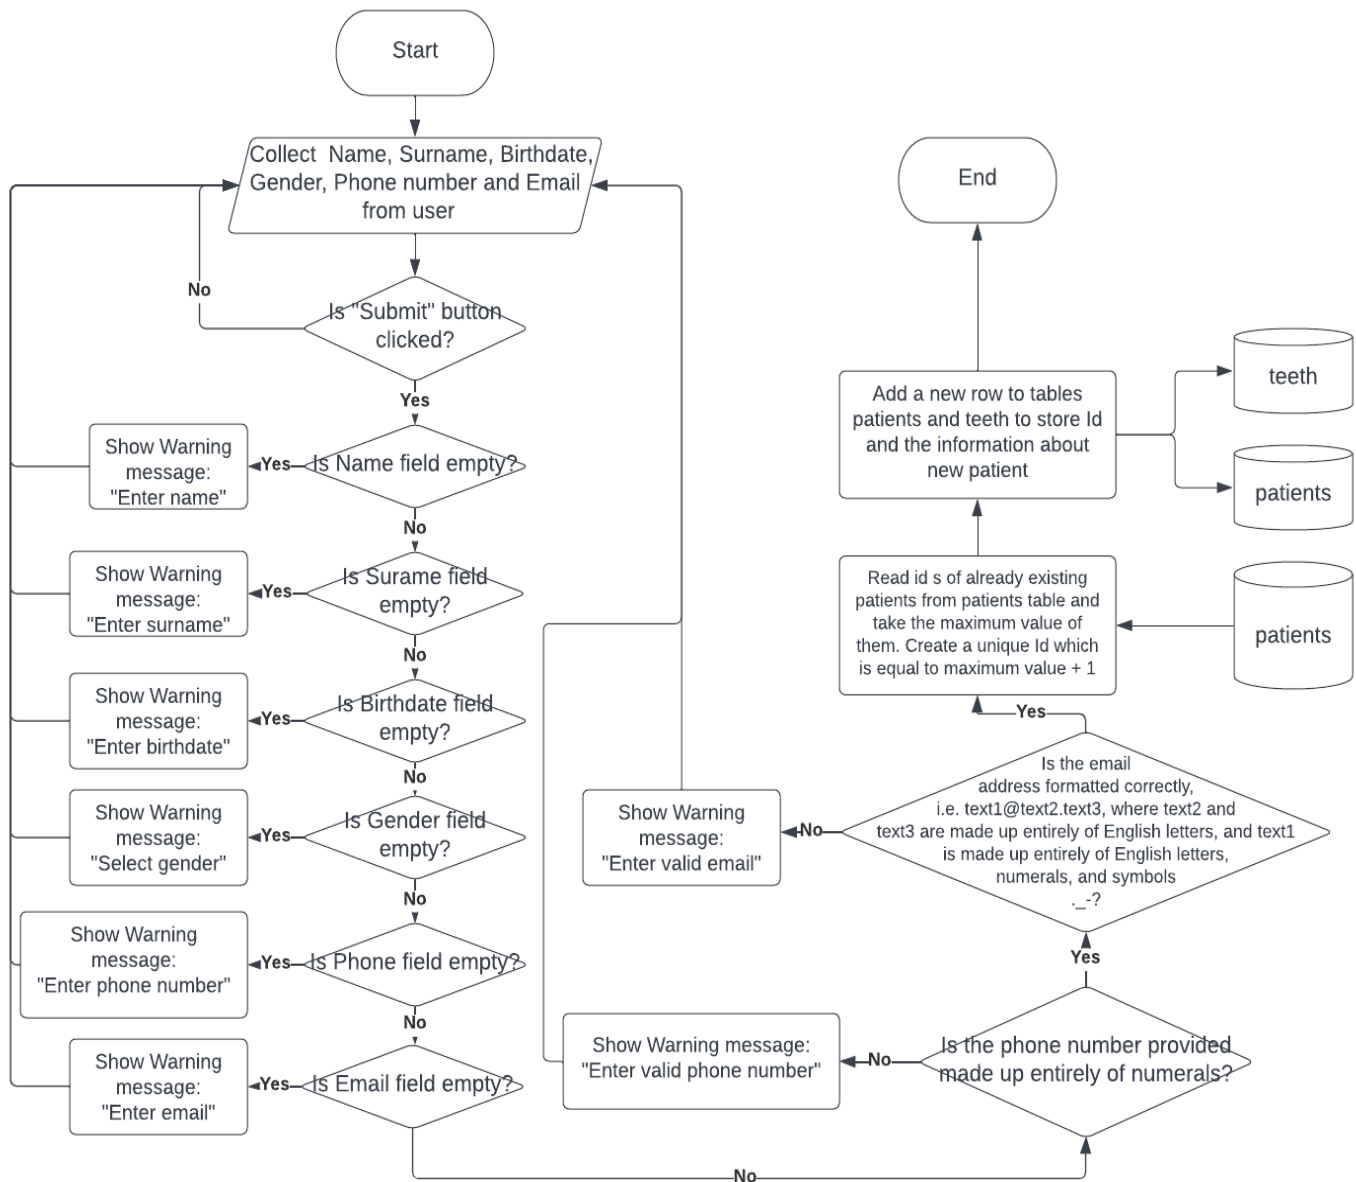 Start
Collect  Name, Surname, Birthdate,
Gender, Phone number and Email
from user
Is "Submit" button
clicked?
No
Yes
Is Name field empty?
Yes
Show Warning
message:
"Enter name"
No
Is Surame field
empty?
Yes
Show Warning
message:
"Enter surname"
No
Is Birthdate field
empty?
Yes
Show Warning
message:
"Enter birthdate"
No
Is Gender field
empty?
Yes
Show Warning
message:
"Select gender"
No
Is Phone field empty?
Yes
Show Warning
message:
"Enter phone number"
No
Is Email field empty?
Yes
Show Warning
message:
"Enter email"
No
Is the phone number provided
made up entirely of numerals?
No
Show Warning message:
"Enter valid phone number"
Yes
Is the email
address formatted correctly,
i.e. text1@text2.text3, where text2 and
text3 are made up entirely of English letters, and text1
is made up entirely of English letters,
numerals, and symbols
._-?
No
Show Warning
message:
"Enter valid email"
Yes
Read id s of already existing
patients from patients table and
take the maximum value of
them. Create a unique Id which
is equal to maximum value + 1
patients
Add a new row to tables
patients and teeth to store Id
and the information about
new patient
teeth
patients
End